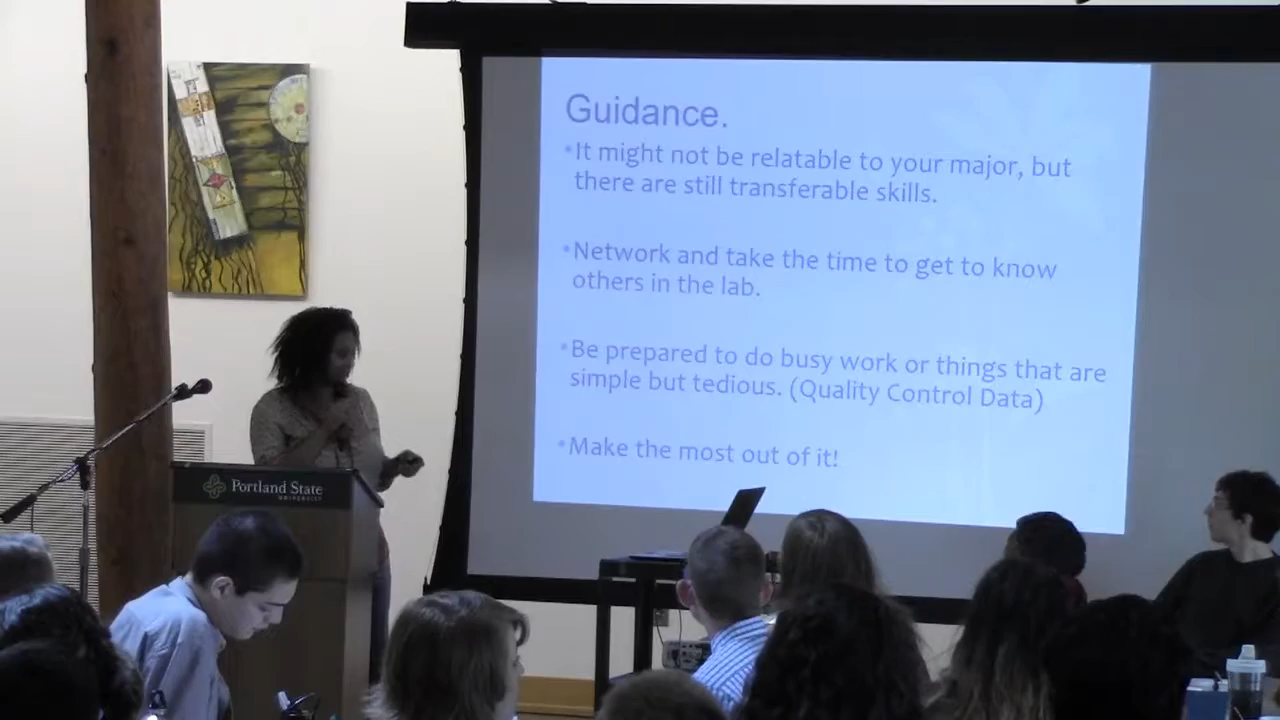 Guidance.
•It might not be relatable to your major, but
there are still transferable skills.
•Network and take the time to get to know
others in the lab.
•Be prepared to do busy work or things that are
simple but tedious. (Quality Control Data)
•Make the most out of it!
Portland State
UNIVERSITY